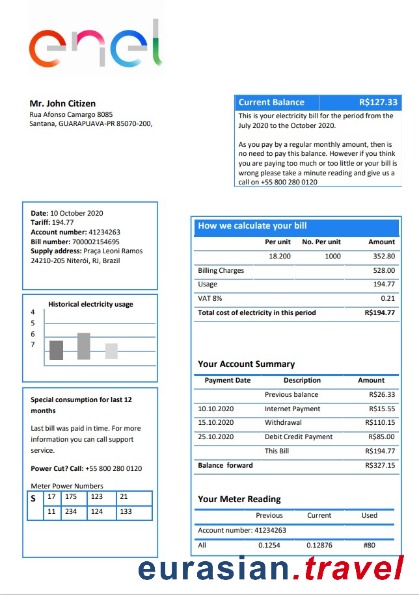 enel
Mr. John Citizen
Rua Afonso Camargo 8085
Santana, GUARAPUAVA-PR 85070-200,
Current Balance R$127.33
This is your electricity bill for the period from the
July 2020 to the October 2020.
As you pay by a regular monthly amount, then is
no need to pay this balance. However if you think
you are paying too much or too little or your bill is
wrong please take a minute reading and give us a
call on +55 800 280 0120
Date: 10 October 2020
Tariff: 194.77
Account number: 41234263
Bill number: 700002154695
Supply address: Praça Leoni Ramos
24210-205 Niterói, RJ, Brazil
How we calculate your bill
Per unit No. Per unit Amount
18.200 1000 352.80
Billing Charges 528.00
Usage 194.77
VAT 8% 0.21
Total cost of electricity in this period R$194.77
Historical electricity usage
4
5
6
7
Your Account Summary
Payment Date Description Amount
Previous balance R$26.33
10.10.2020 Internet Payment R$15.55
15.10.2020 Withdrawal R$110.15
25.10.2020 Debit Credit Payment R$85.00
This Bill R$194.77
Balance forward R$327.15
Special consumption for last 12
months
Last bill was paid in time. For more
information you can call support
service.
Power Cut? Call: +55 800 280 0120
Meter Power Numbers
S 17 175 123 21
11 234 124 133
Your Meter Reading
Previous Current Used
Account number: 41234263
All 0.1254 0.12876 #80
eurasian.travel